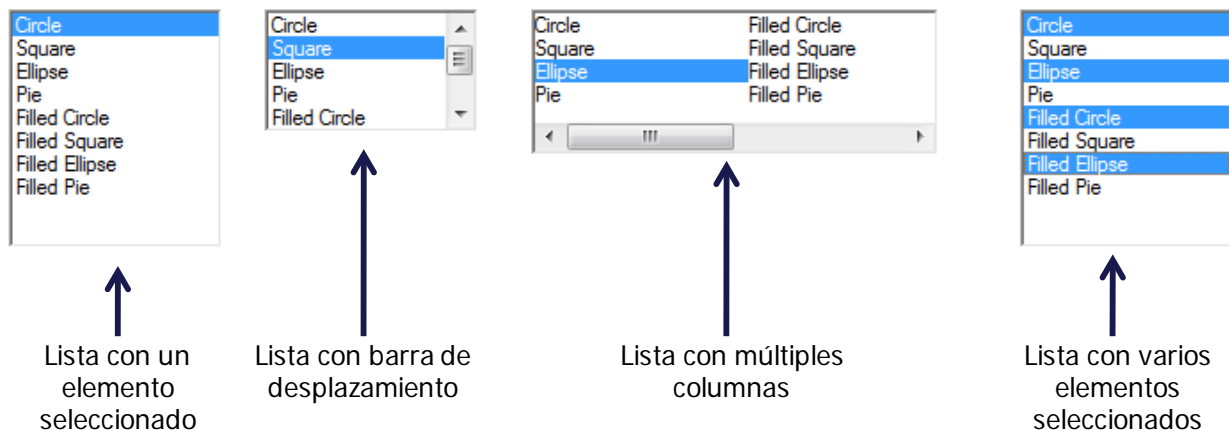 Circle
Square
Ellipse
Pie
Filled Circle
Filled Square
Filled Ellipse
Filled Pie
Circle
Square
Ellipse
Pie
Filled Circle
Circle
Square
Ellipse
Pie
Filled Circle
Filled Square
Filled Ellipse
Filled Pie
Circle
Square
Ellipse
Pie
Filled Circle
Filled Square
Filled Ellipse
Filled Pie
Lista con un
elemento
seleccionado
Lista con barra de
desplazamiento
Lista con múltiples
columnas
Lista con varios
elementos
seleccionados